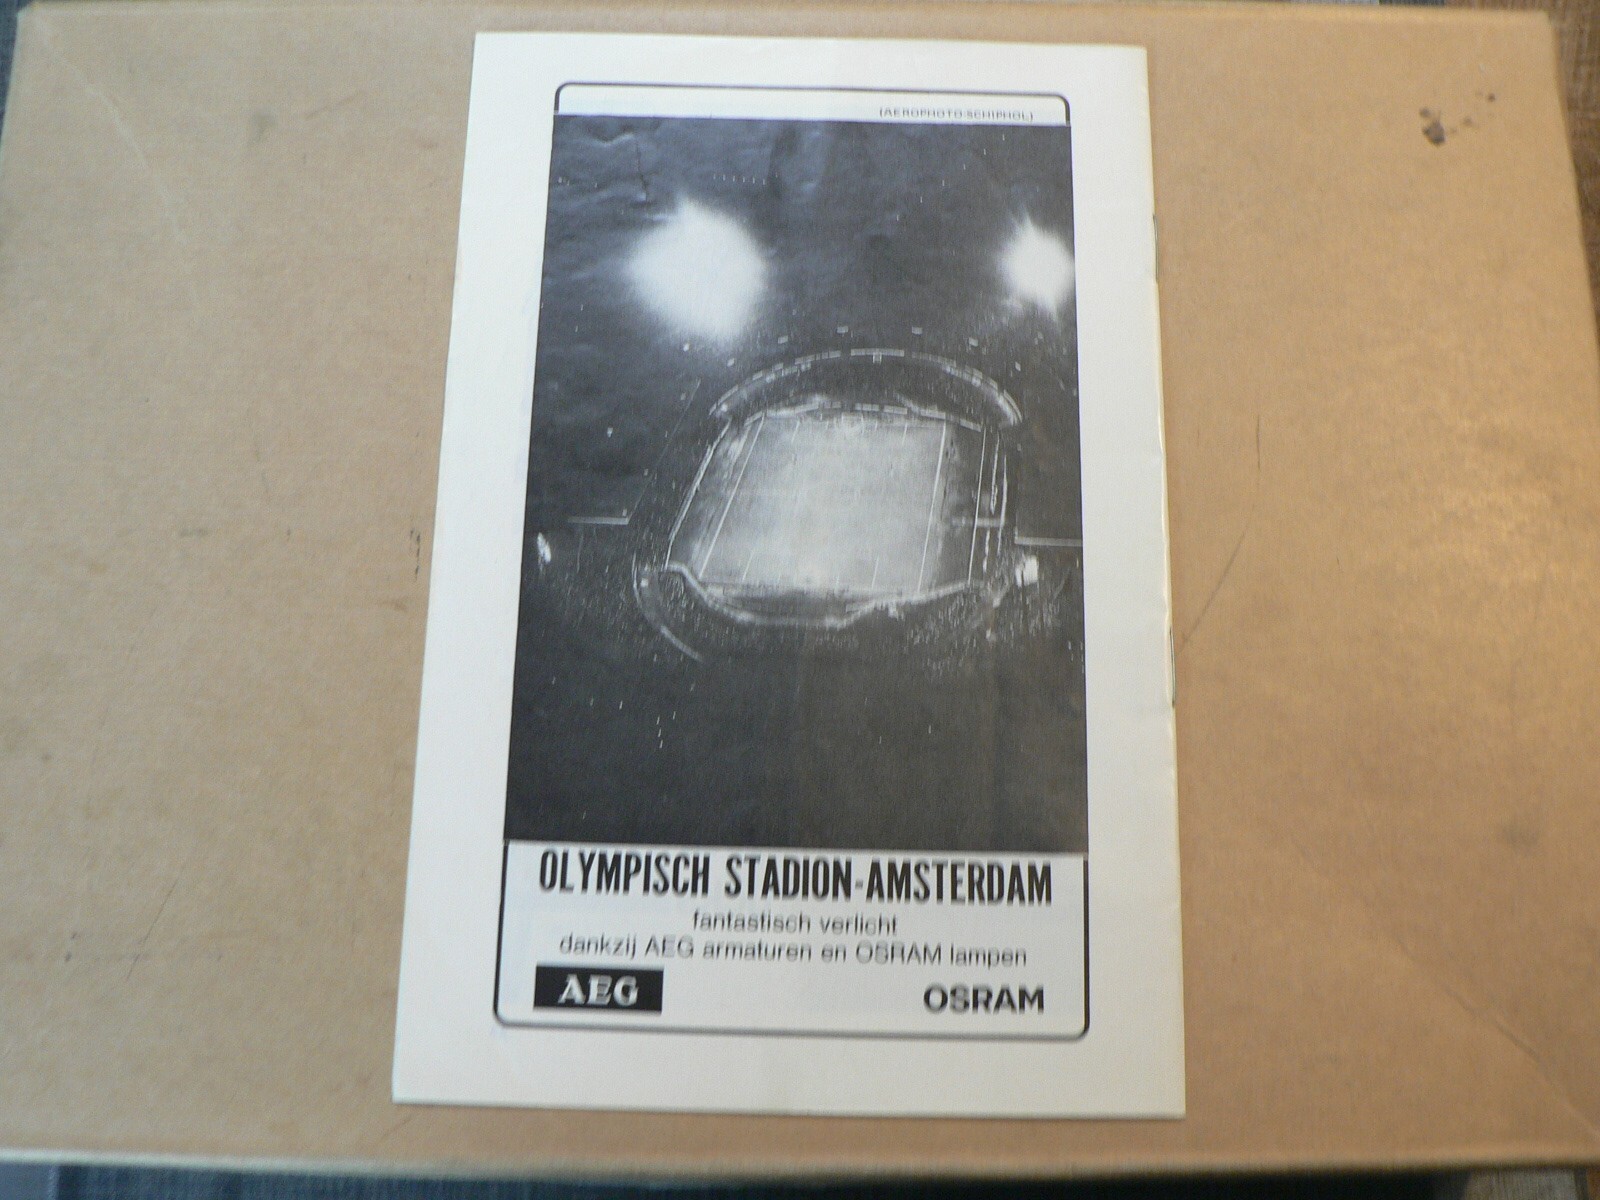 (AEROPHOTO-SCHIPHOL)
OLYMPISCH STADION-AMSTERDAM
fantastisch verlicht
dankzij AEG armaturen en OSRAM lampen
AEG
OSRAM